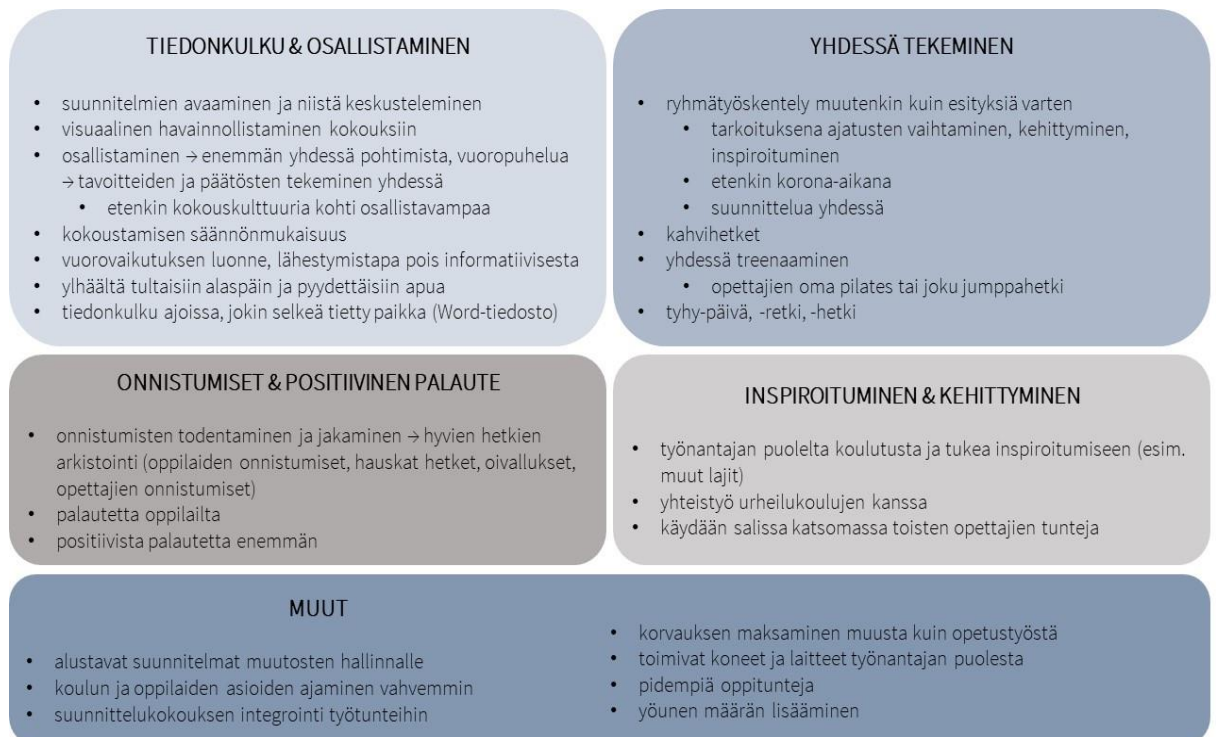 TIEDONKULKU & OSALLISTAMINEN
• suunnitelmien avaaminen ja niistä keskusteleminen
• visuaalinen havainnollistaminen kokouksiin
• osallistaminen → enemmän yhdessä pohtimista, vuoropuhelua
→ tavoitteiden ja päätösten tekeminen yhdessä
• etenkin kokouskulttuuria kohti osallistavampaa
• kokoustamisen säännönmukaisuus
• vuorovaikutuksen luonne, lähestymistapa pois informatiivisesta
• ylhäältä tultaisiin alaspäin ja pyydettäisiin apua
• tiedonkulku ajoissa, jokin selkeä tietty paikka (Word-tiedosto)
YHDESSÄ TEKEMINEN
• ryhmätyöskentely muutenkin kuin esityksiä varten
• tarkoituksena ajatusten vaihtaminen, kehittyminen,
inspiroituminen
• etenkin korona-aikana
• suunnittelua yhdessä
• kahvihetket
• yhdessä treenaaminen
• opettajien oma pilates tai joku jumppahetki
• tyhy-päivä, -retki, -hetki
ONNISTUMISET & POSITIIVINEN PALAUTE
• onnistumisten todentaminen ja jakaminen → hyvien hetkien
arkistointi (oppilaiden onnistumiset, hauskat hetket, oivallukset,
opettajien onnistumiset)
• palautetta oppilailta
• positiivista palautetta enemmän
INSPIROITUMINEN & KEHITTYMINEN
• työnantajan puolelta koulutusta ja tukea inspiroitumiseen (esim.
muut lajit)
• yhteistyö urheilukoulujen kanssa
• käydään salissa katsomassa toisten opettajien tunteja
MUUT
• alustavat suunnitelmat muutosten hallinnalle
• koulun ja oppilaiden asioiden ajaminen vahvemmin
• suunnittelukokouksen integrointi työtunteihin
• korvauksen maksaminen muusta kuin opetustyöstä
• toimivat koneet ja laitteet työnantajan puolesta
• pidempiä oppitunteja
• yöunen määrän lisääminen